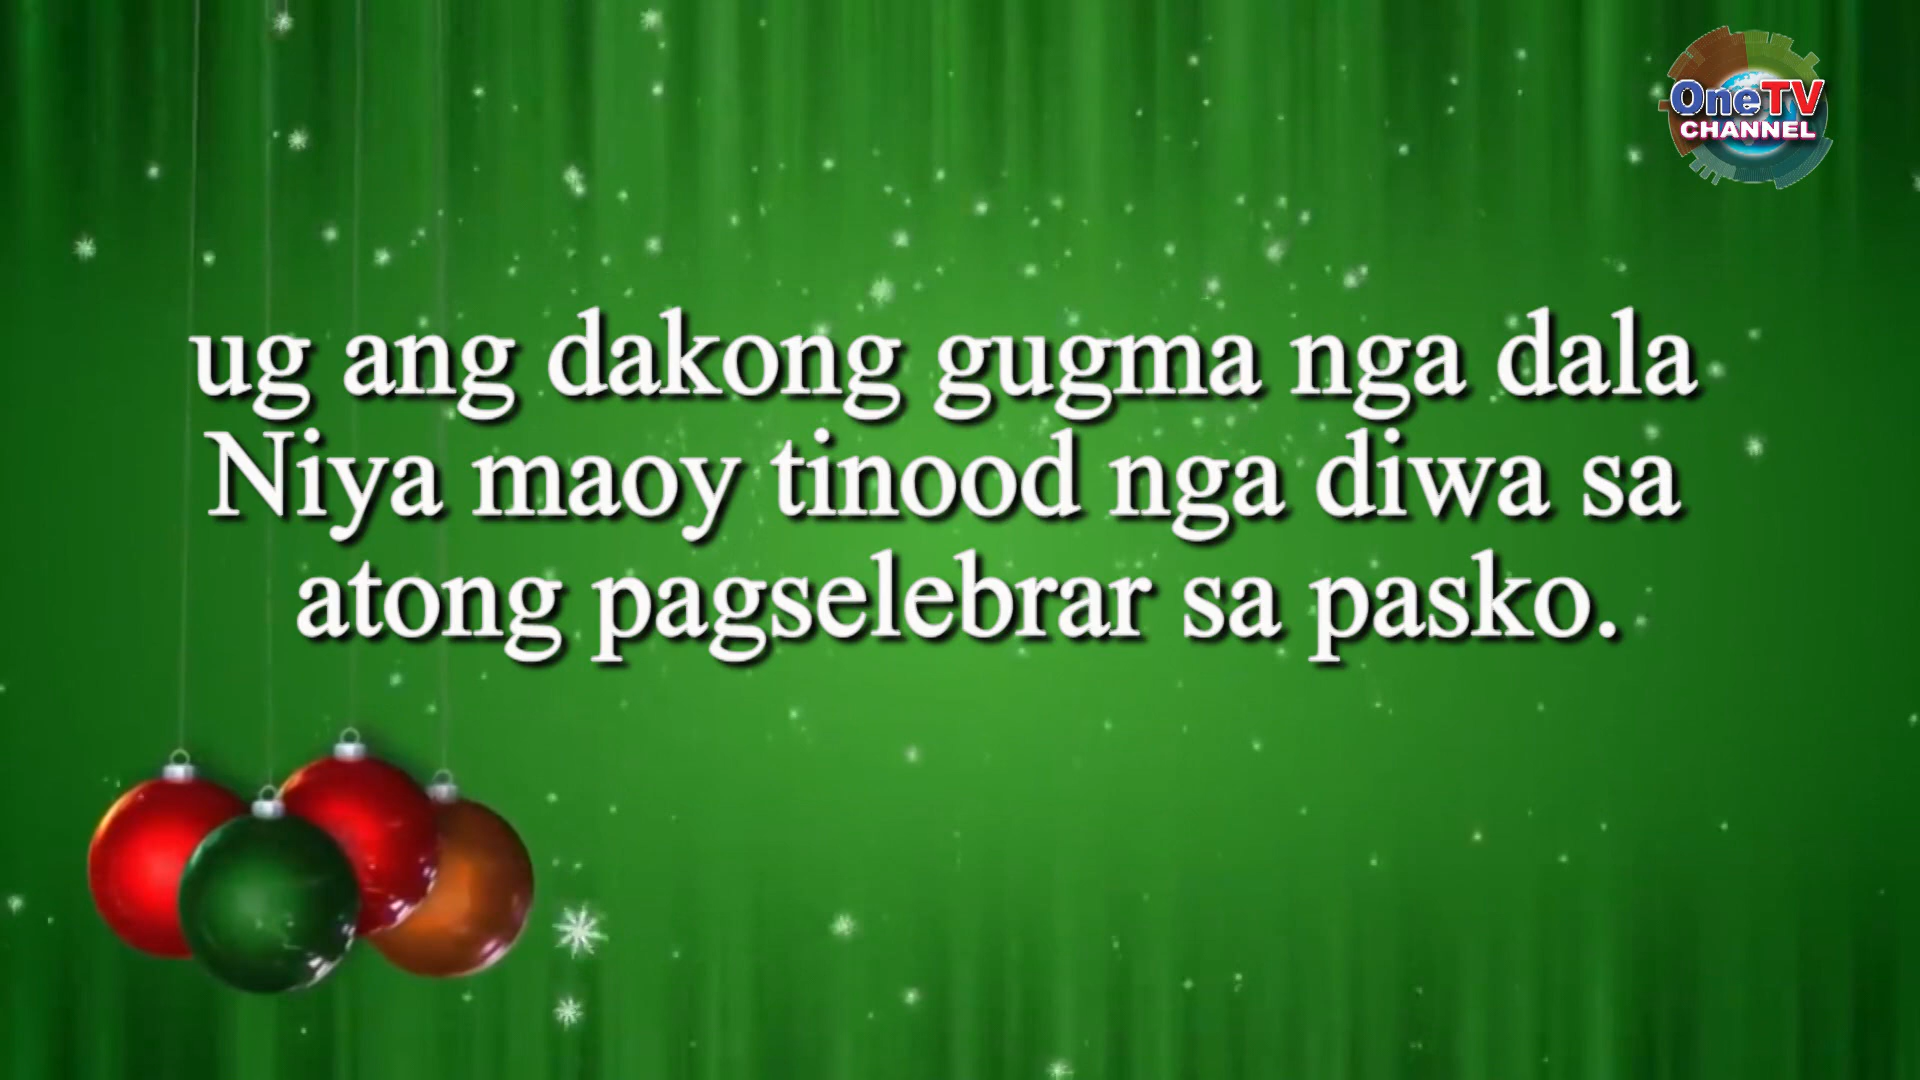 OneTV
CHANNEL
ug ang dakong gugma nga dala
Niya maoy tinood nga diwa sa
atong pagselebrar sa pasko.